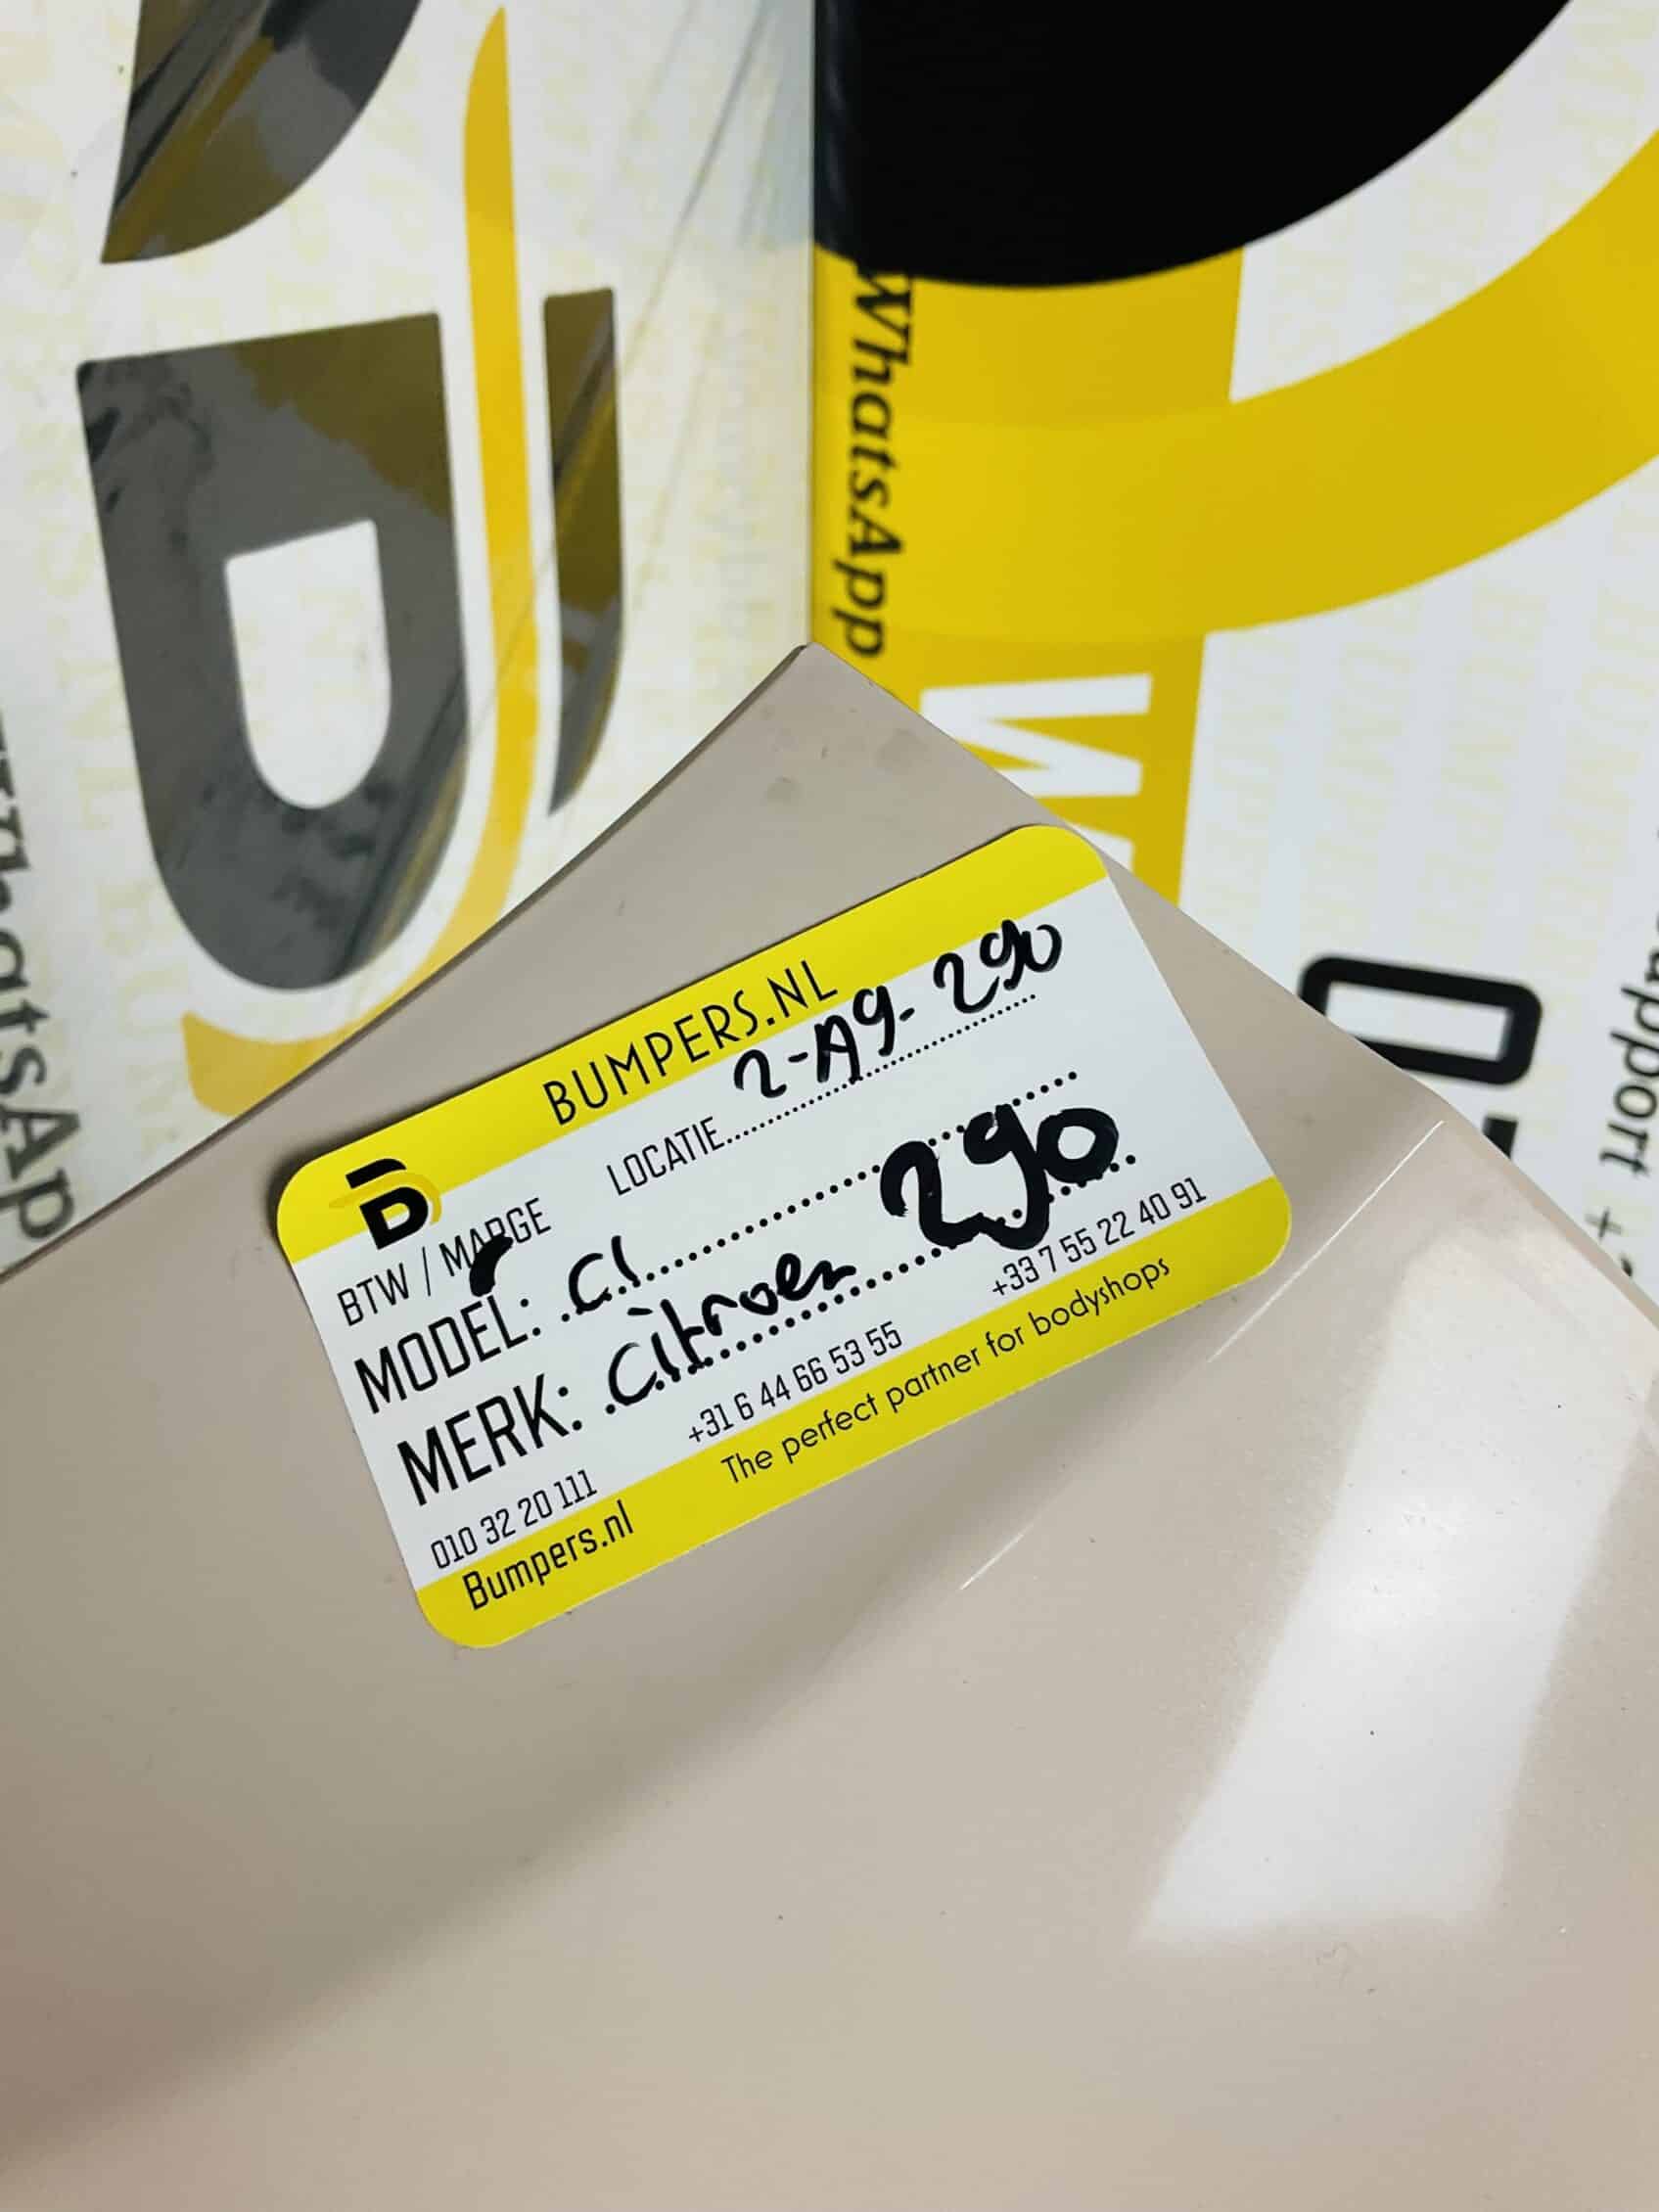 WhatsApp
WhatsApp
BUMPERS.NL
LOCATIE 2-A9-290
BTW / MARGE
MODEL: C1
290
MERK: Citroen
010 32 20 111
+31 6 44 66 53 55
+33 7 55 22 40 91
Bumpers.nl
The perfect partner for bodyshops